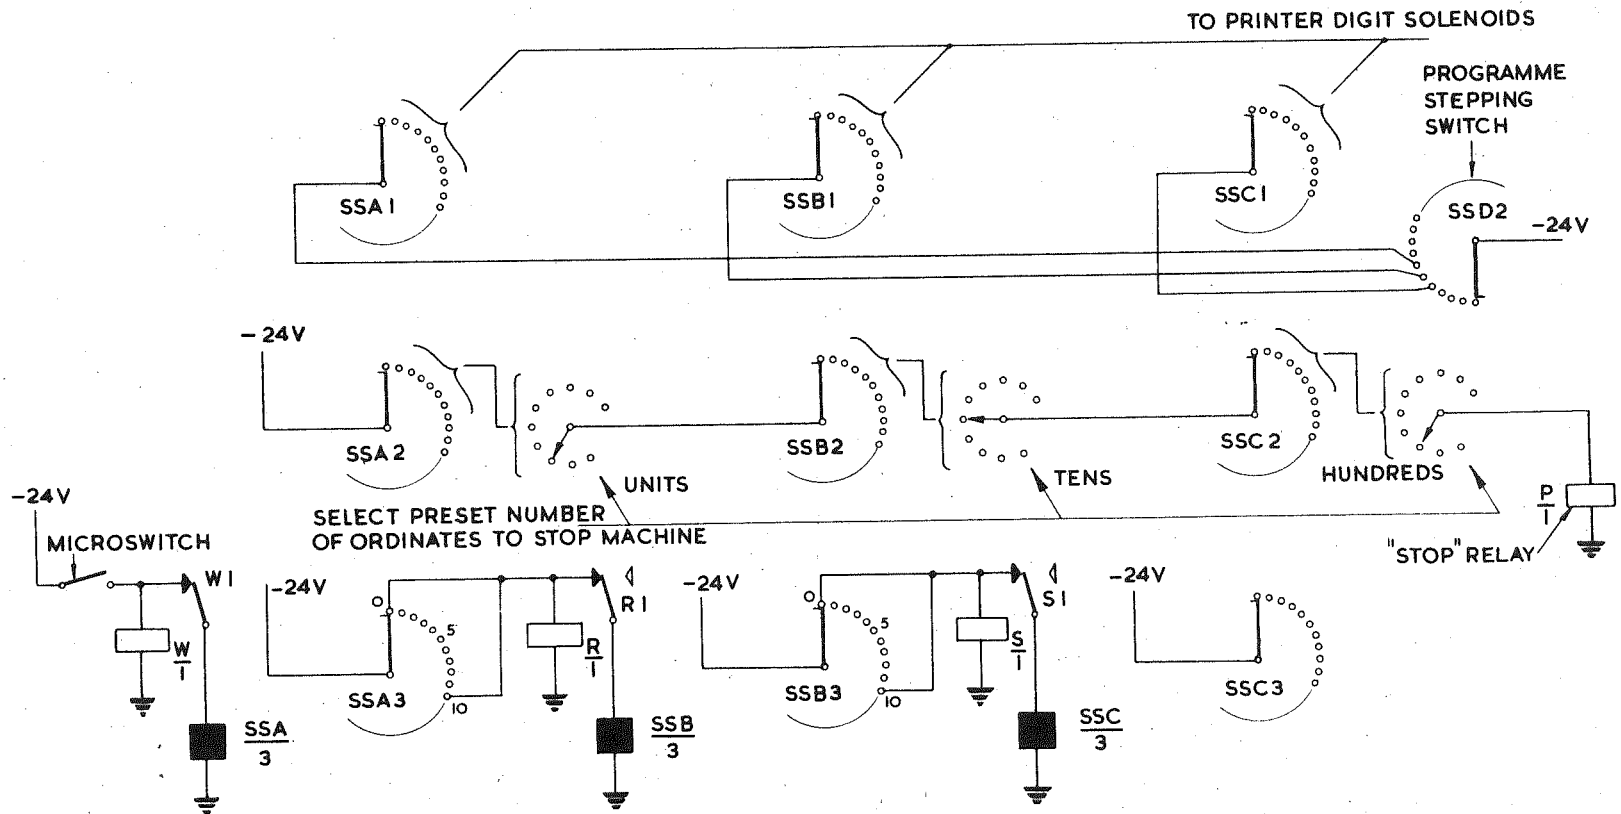 TO PRINTER DIGIT SOLENOIDS
PROGRAMME
STEPPING
SWITCH
SSA1
SSB1
SSC1
SSD2
-24V
-24V
SSA2
SSB2
SSC2
UNITS
TENS
HUNDREDS
-24V
SELECT PRESET NUMBER
OF ORDINATES TO STOP MACHINE
P
1
"STOP" RELAY
MICROSWITCH
W1
-24V
O
5
R1
-24V
O
5
S1
-24V
W
1
R
1
S
1
SSA3
10
SSB3
10
SSC3
SSA
3
SSB
3
SSC
3